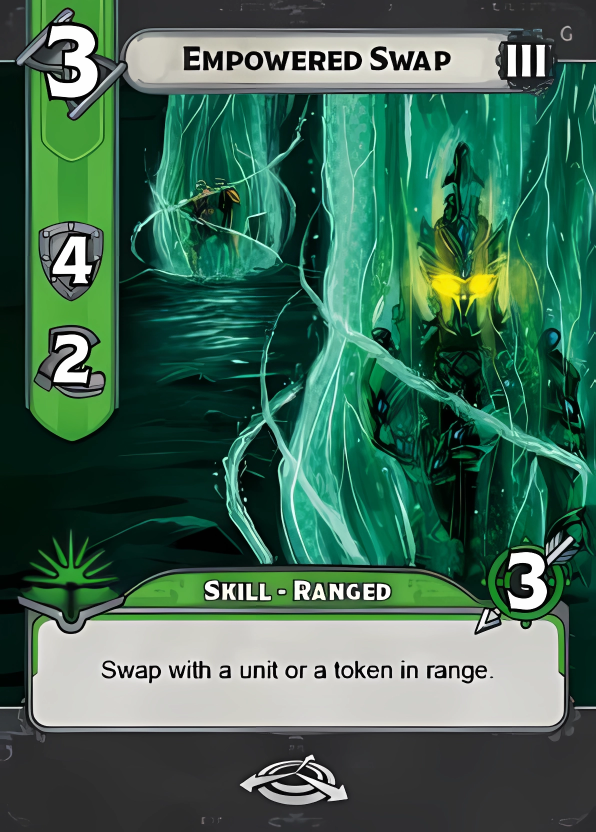 G
3
EMPOWERED SWAP
III
4
2
SKILL - RANGED
3
Swap with a unit or a token in range.